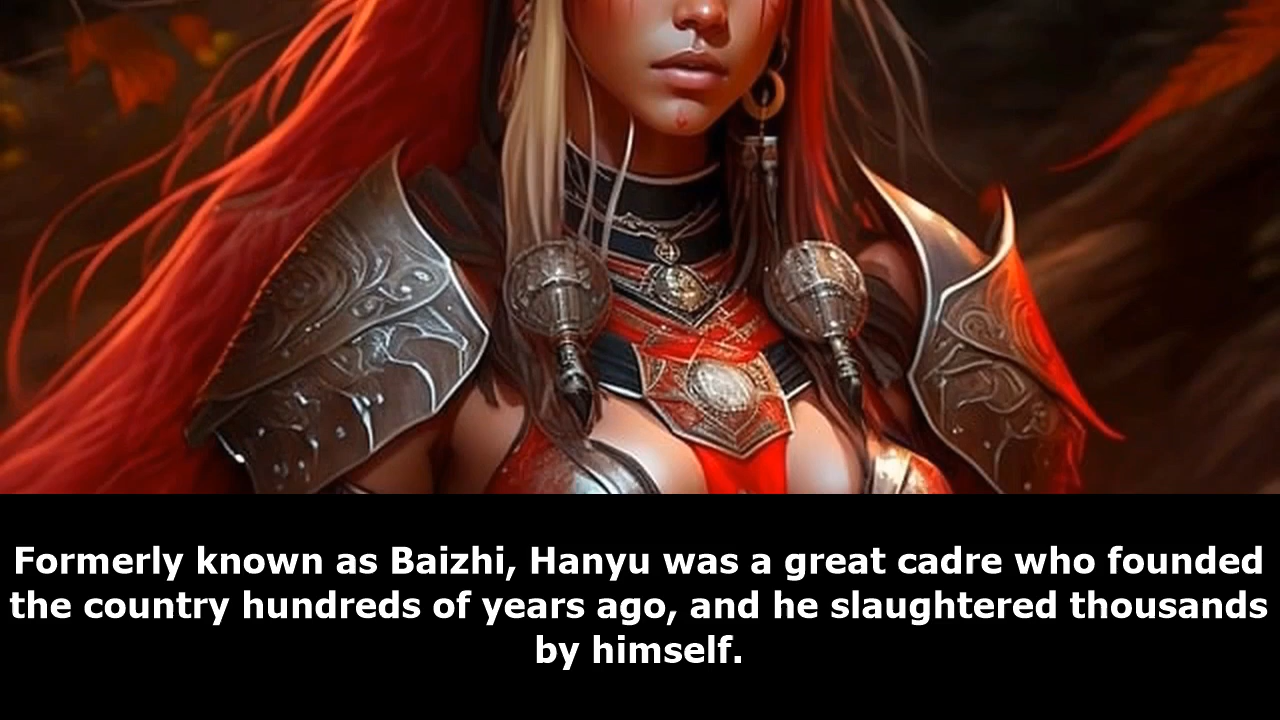 Formerly known as Baizhi, Hanyu was a great cadre who founded
the country hundreds of years ago, and he slaughtered thousands
by himself.